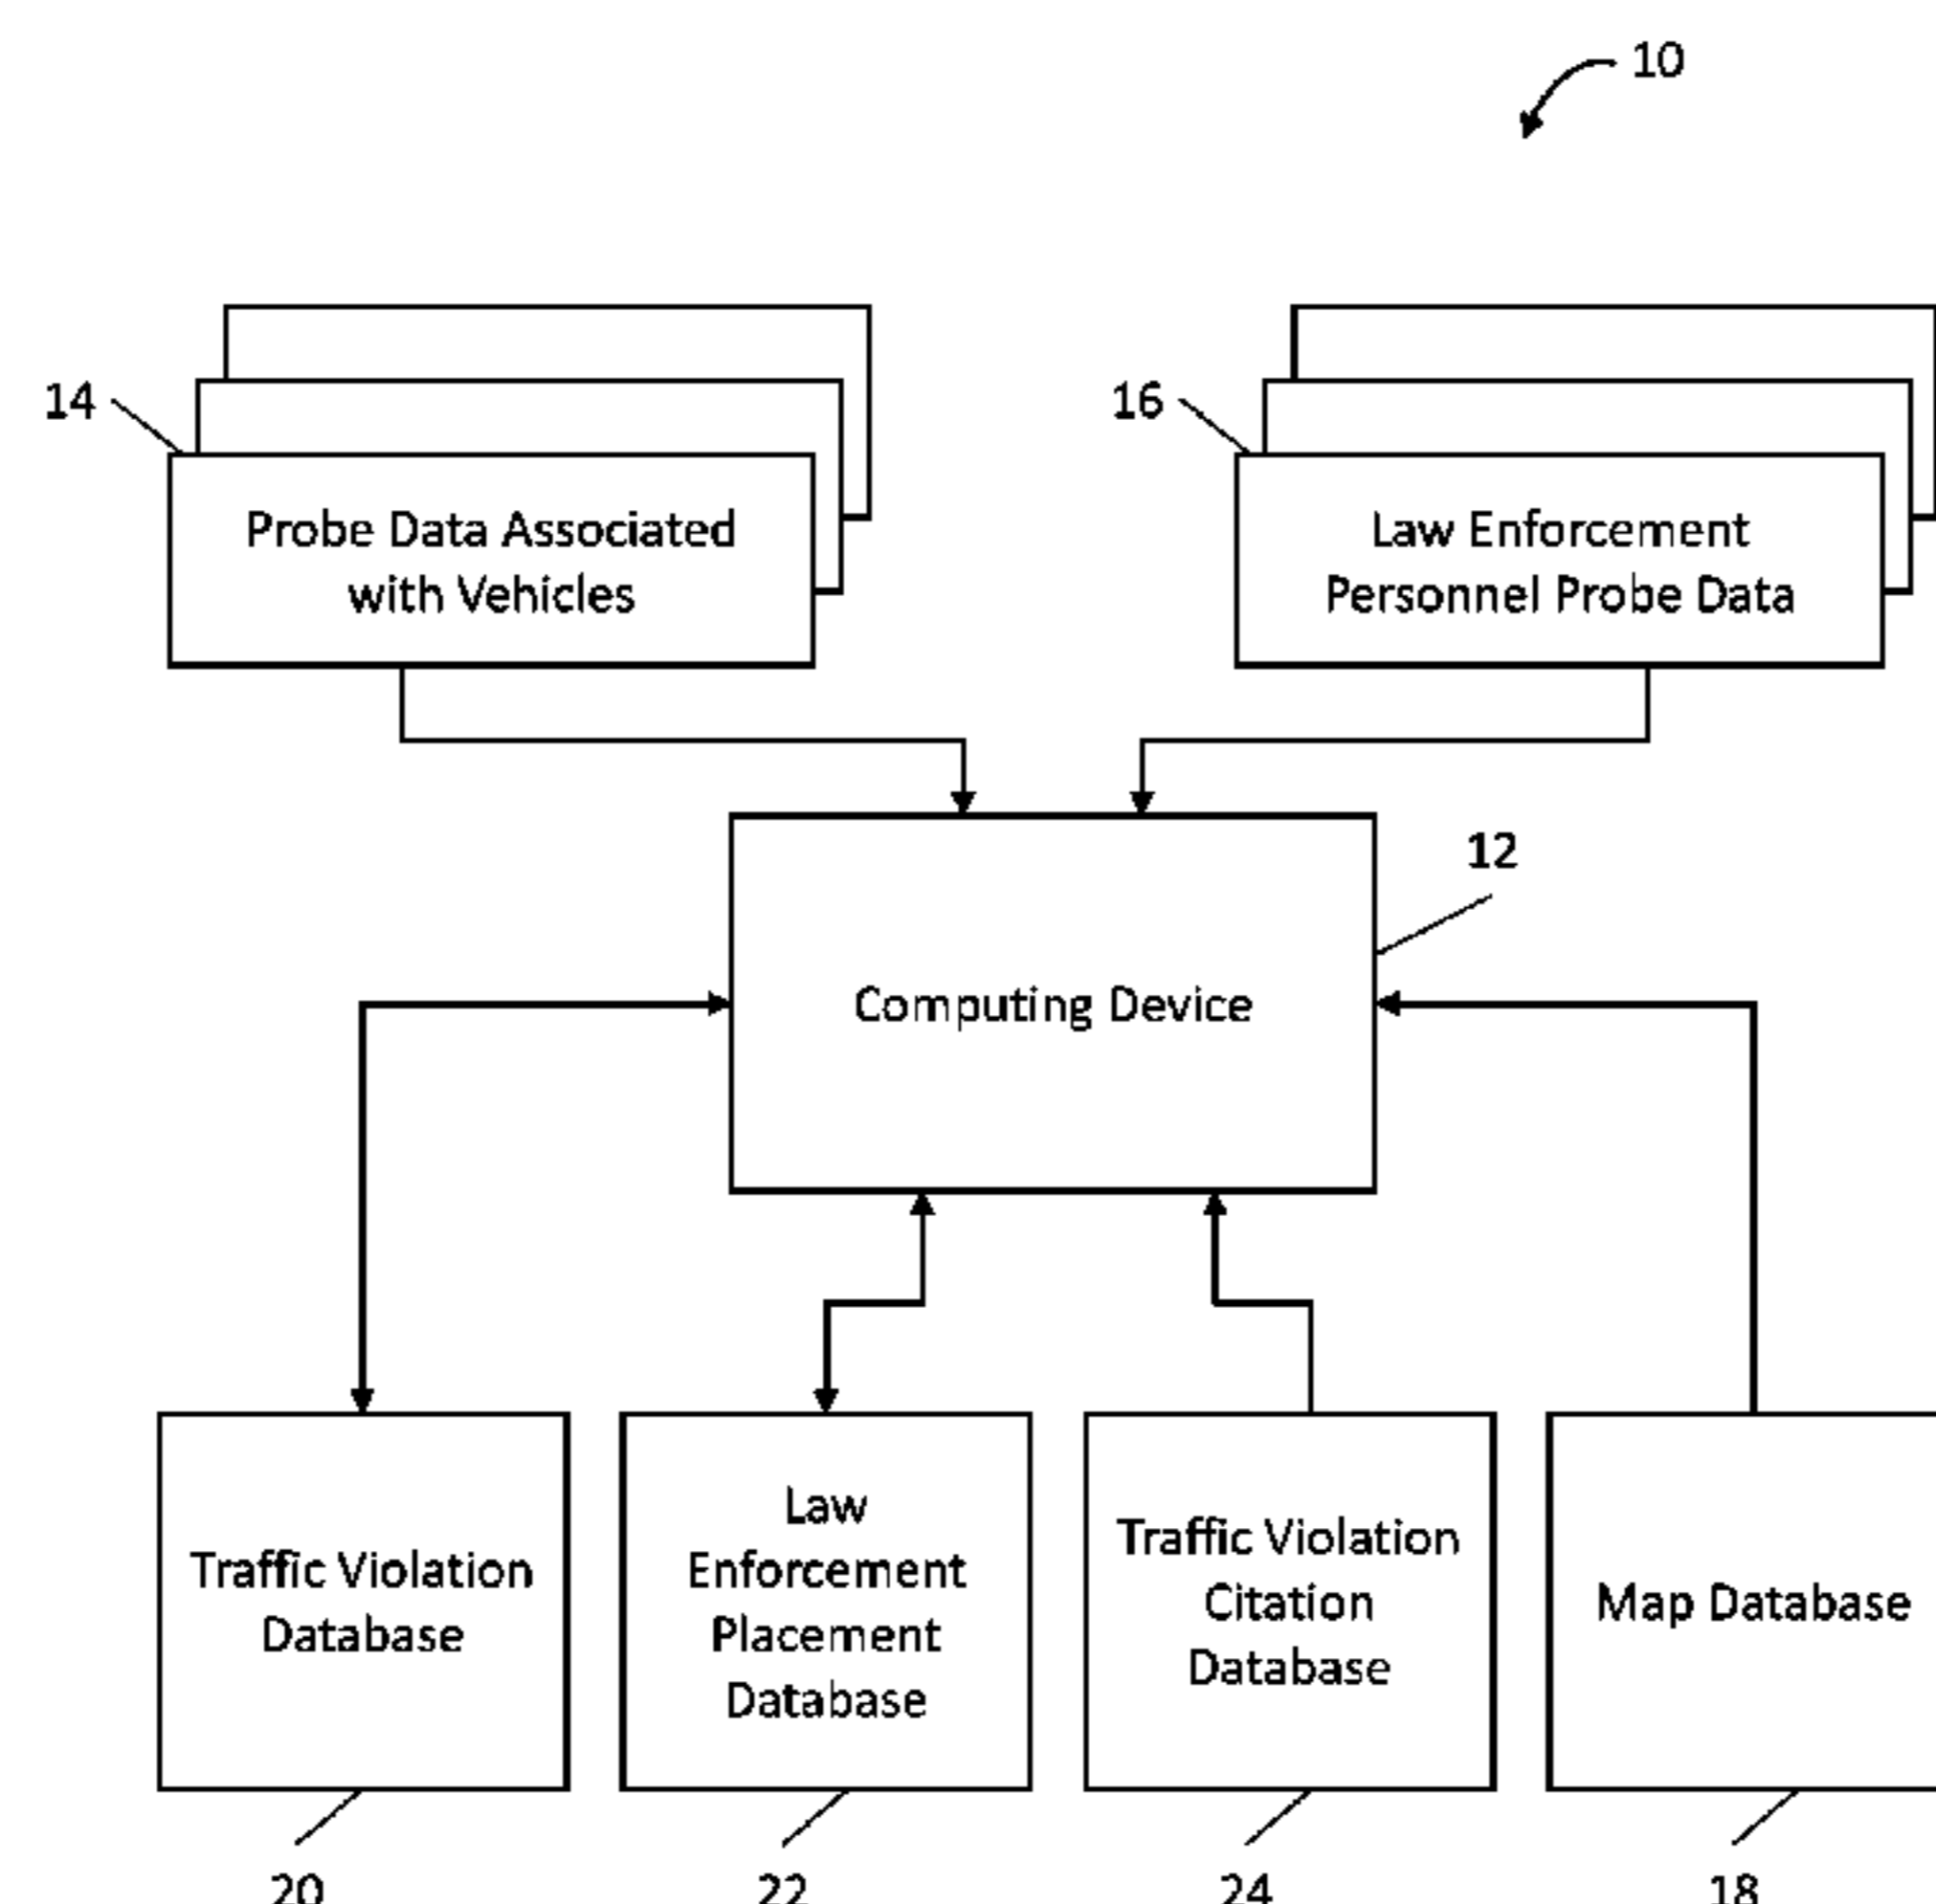 10
14
16
Probe Data Associated
with Vehicles
Law Enforcement
Personnel Probe Data
12
Computing Device
Traffic Violation
Database
Law
Enforcement
Placement
Database
Traffic Violation
Citation
Database
Map Database
20
22
24
18